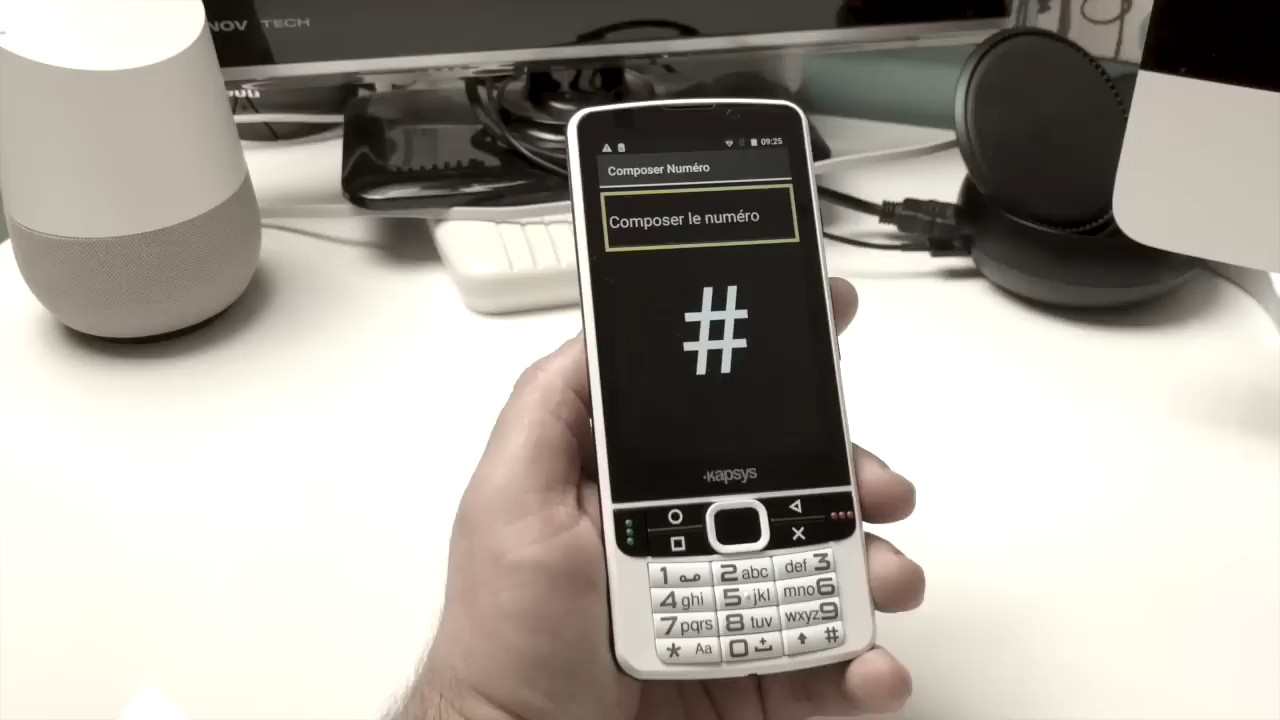 NOV TECH
09:25
Composer Numéro
Composer le numéro
#
KAPSYS
1 2 abc def 3
4 ghi 5 jkl mno 6
7 pqrs 8 tuv wxyz 9
* Aa 0 #